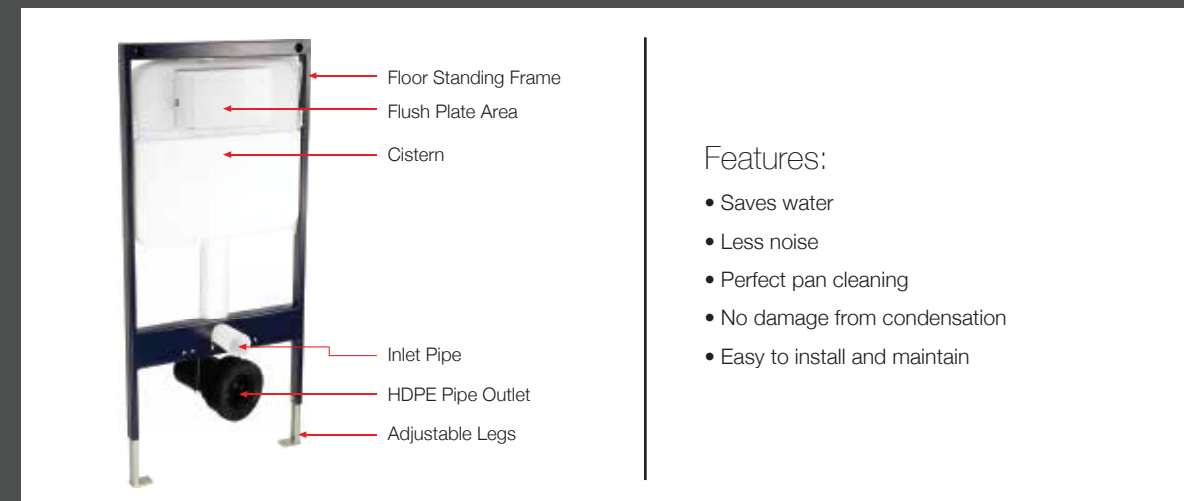 Floor Standing Frame
Flush Plate Area
Cistern
Inlet Pipe
HDPE Pipe Outlet
Adjustable Legs
Features:
• Saves water
• Less noise
• Perfect pan cleaning
• No damage from condensation
• Easy to install and maintain